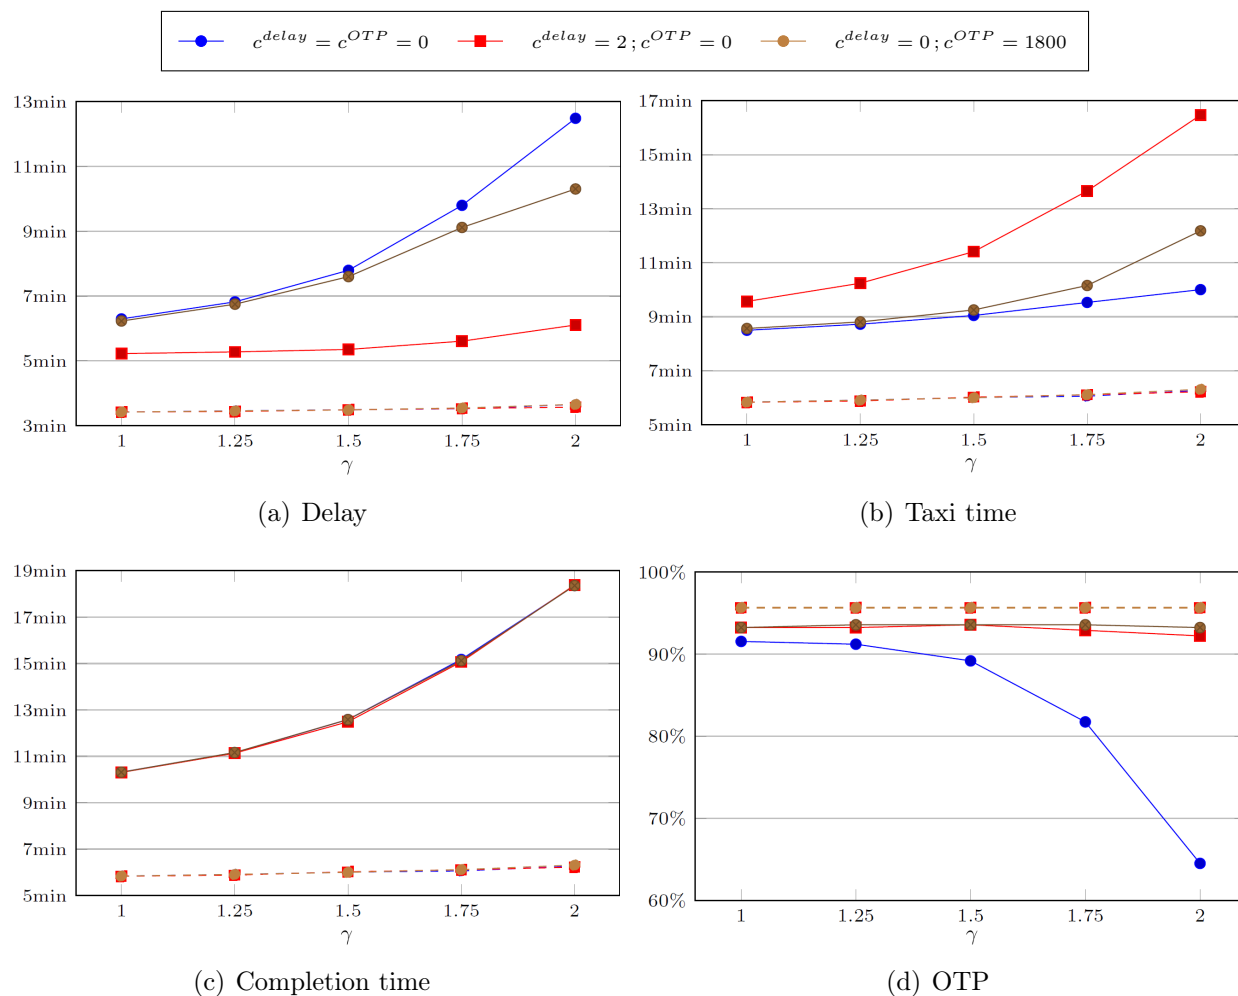 c^{delay} = c^{OTP} = 0 c^{delay} = 2 ; c^{OTP} = 0 c^{delay} = 0 ; c^{OTP} = 1800
13min
11min
9min
7min
5min
3min
1 1.25 1.5 1.75 2
γ
(a) Delay
17min
15min
13min
11min
9min
7min
5min
1 1.25 1.5 1.75 2
γ
(b) Taxi time
19min
17min
15min
13min
11min
9min
7min
5min
1 1.25 1.5 1.75 2
γ
(c) Completion time
100%
90%
80%
70%
60%
1 1.25 1.5 1.75 2
γ
(d) OTP